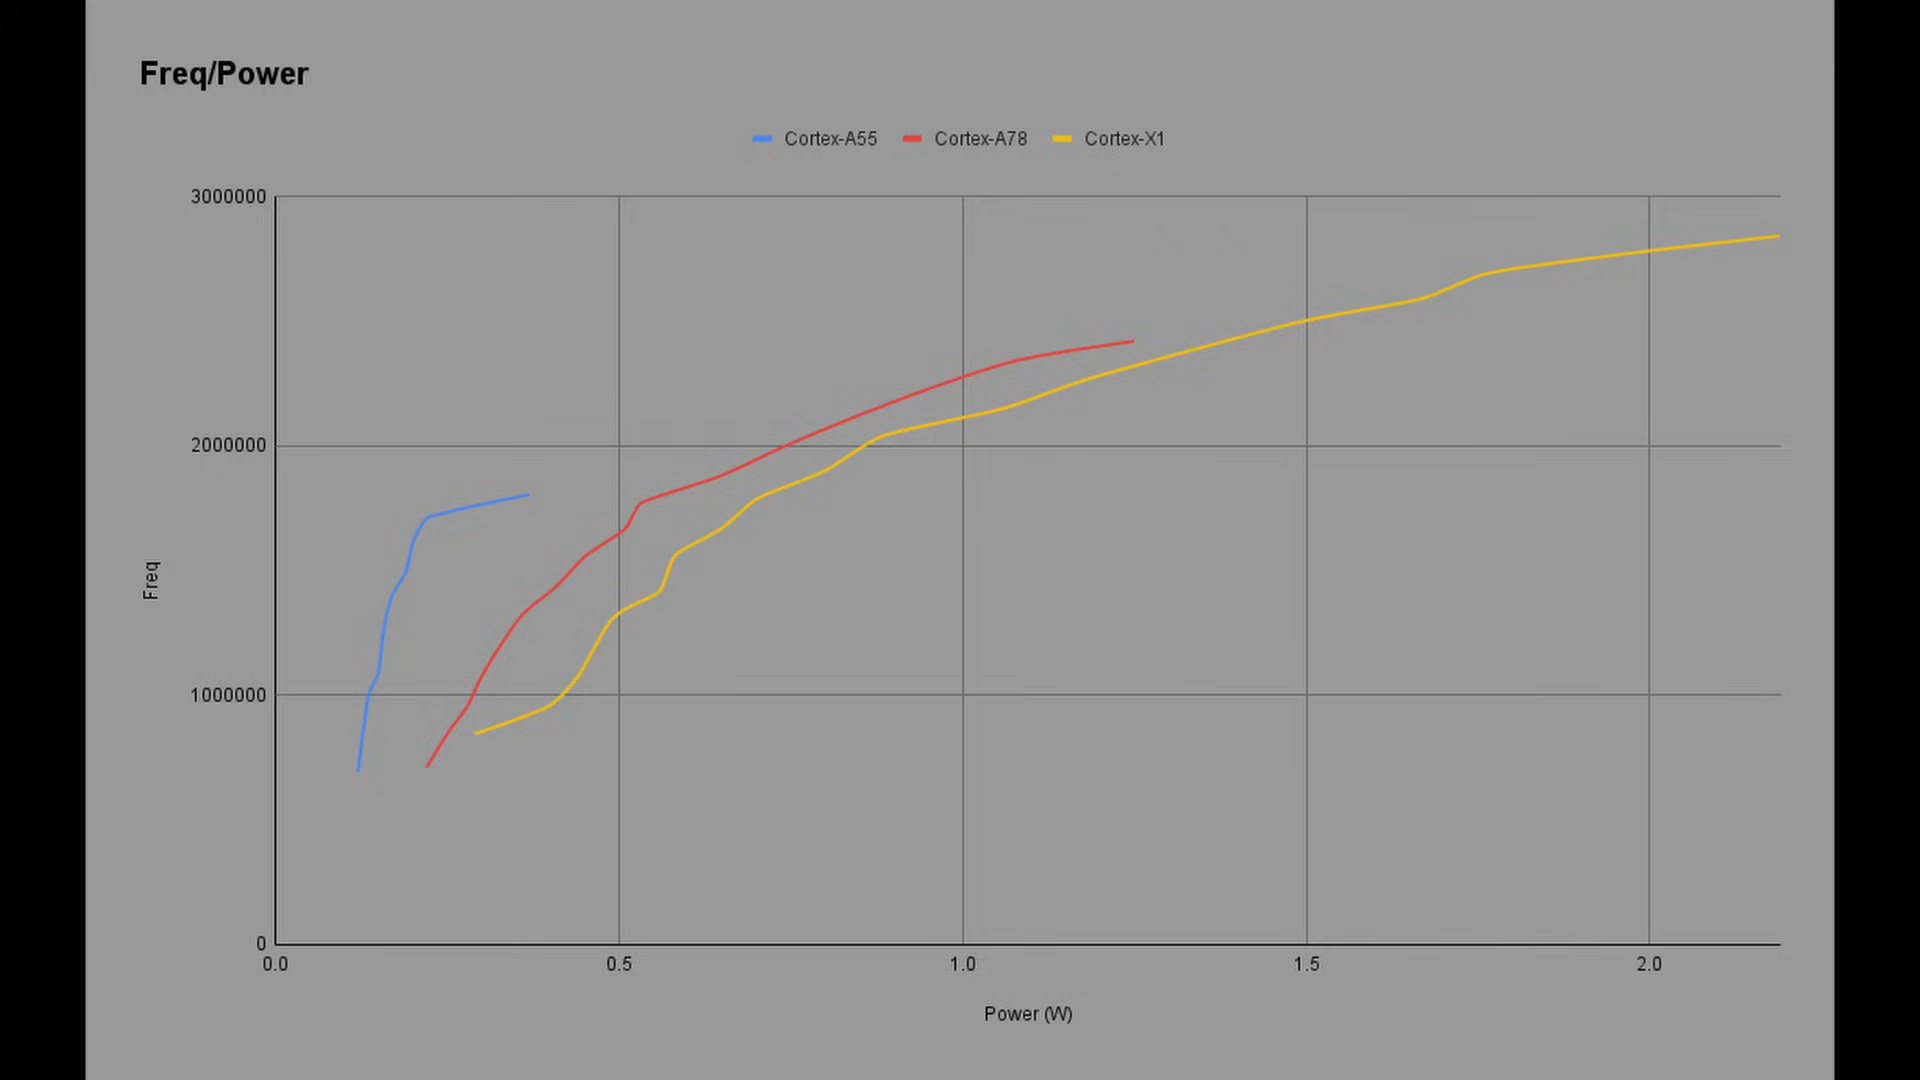 Freq/Power
Cortex-A55 Cortex-A78 Cortex-X1
3000000
2000000
Freq
1000000
0
0.0 0.5 1.0 1.5 2.0
Power (W)